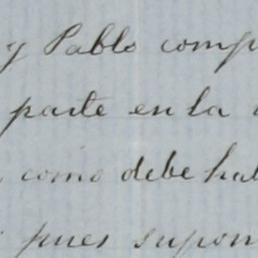 y Pablo comp
parte en la
como debe ha
pues supon